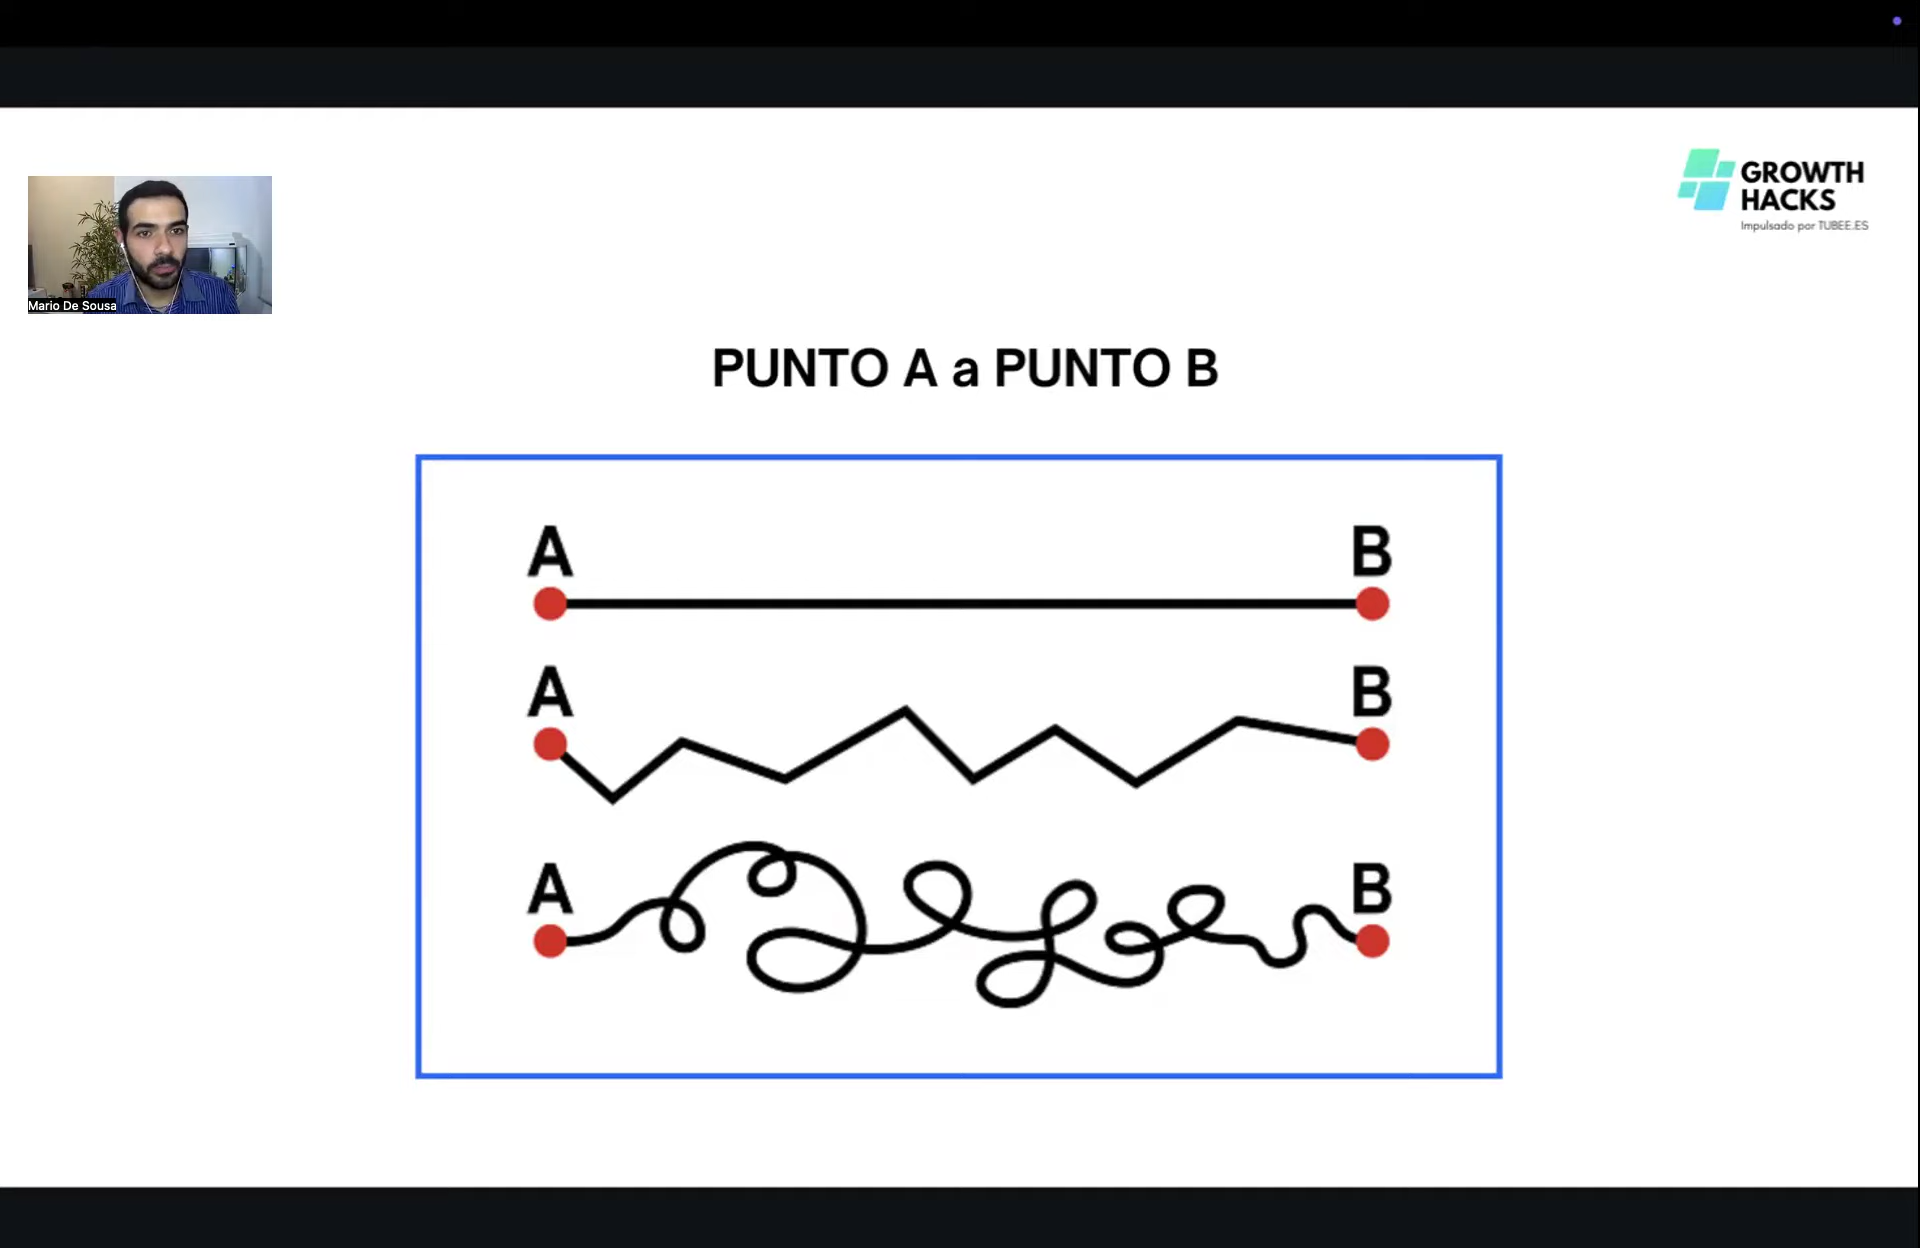 GROWTH
HACKS
Impulsado por TUBEE.ES
Mario De Sousa
PUNTO A a PUNTO B
A B
A B
A B